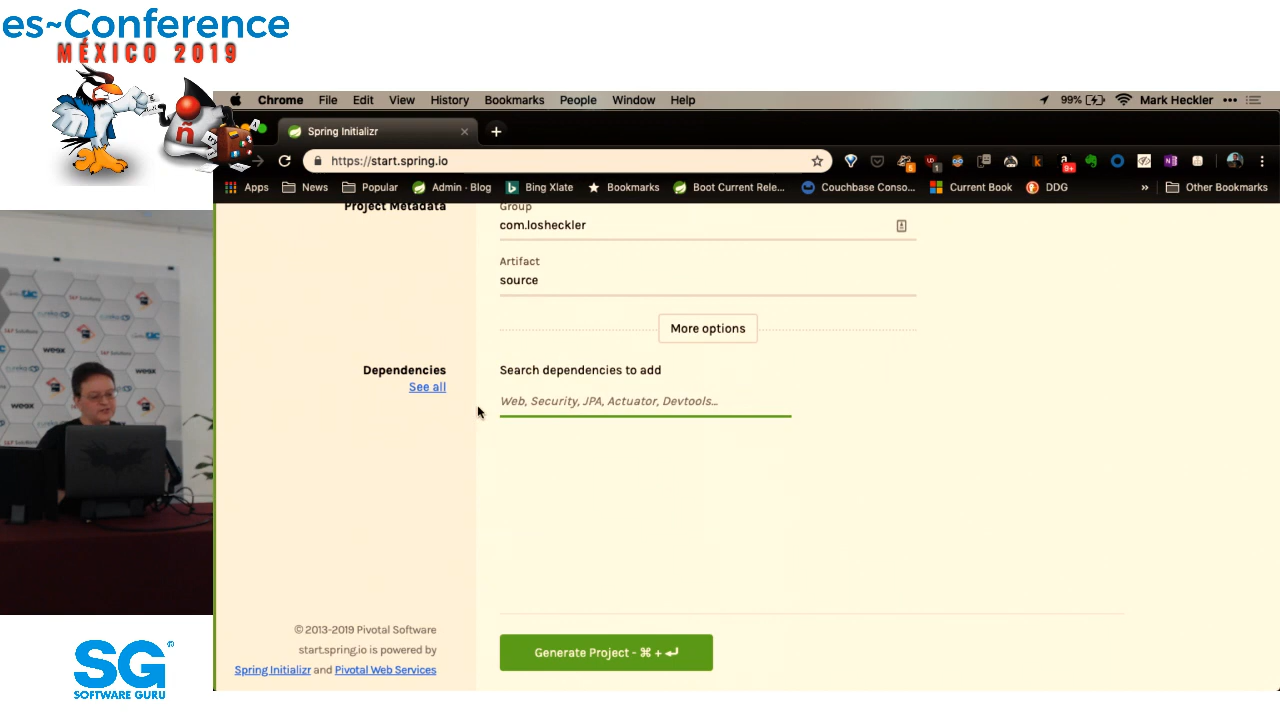 es~Conference
MÉXICO 2019
Chrome File Edit View History Bookmarks People Window Help
99% Mark Heckler
Spring Initializr
https://start.spring.io
Apps News Popular Admin · Blog Bing Xlate Bookmarks Boot Current Rele... Couchbase Conso... Current Book DDG » Other Bookmarks
Project Metadata
Group
com.losheckler
Artifact
source
More options
Dependencies
See all
Search dependencies to add
Web, Security, JPA, Actuator, Devtools...
© 2013-2019 Pivotal Software
start.spring.io is powered by
Spring Initializr and Pivotal Web Services
Generate Project - ⌘ + ↵
SG®
SOFTWARE GURU
ñ
weax
weax
weax